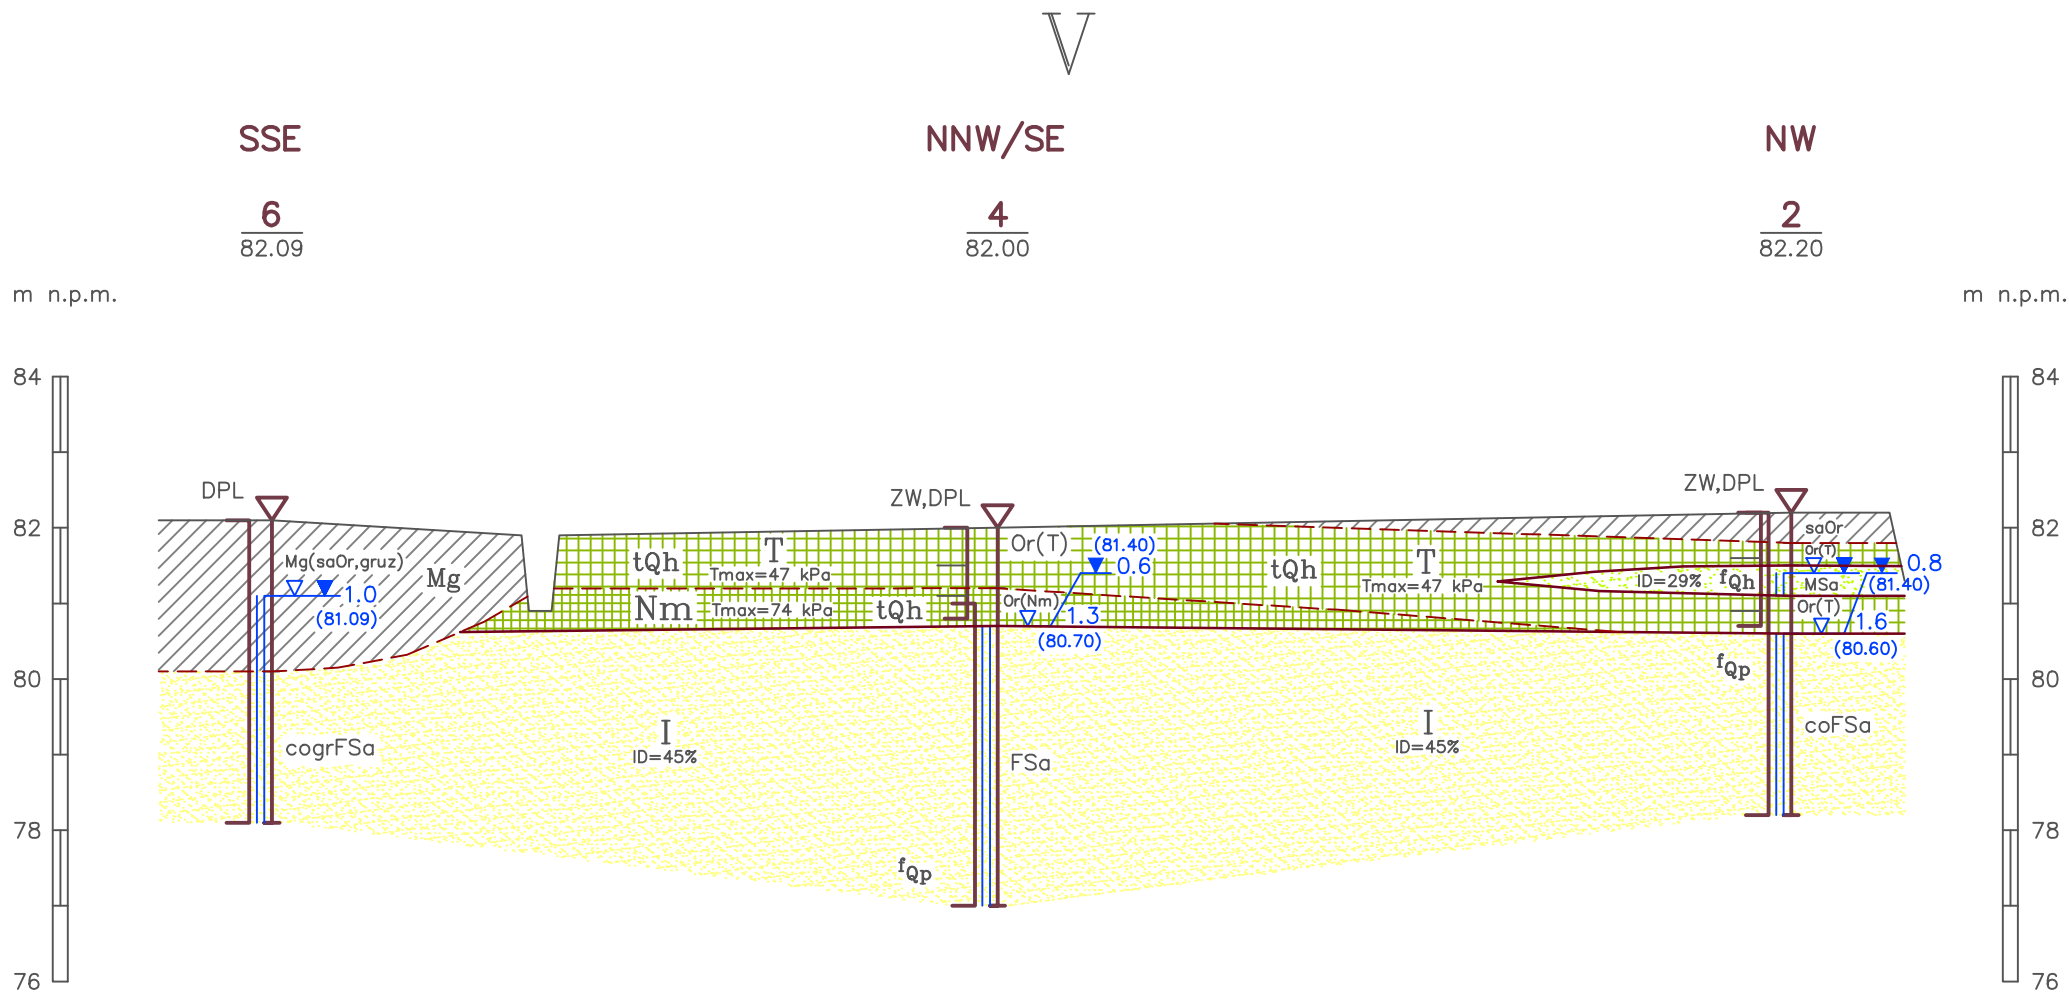 V
SSE NNW/SE NW
6 4 2
82.09 82.00 82.20
m n.p.m. m n.p.m.
84 84
DPL ZW,DPL ZW,DPL
82 82
saOr
Or(T) (81.40)
tQh T Or(T)
Mg(saOr,gruz) 0.6 tQh T 0.8
Tmax=47 kPa Tmax=47 kPa
Mg ID=29% fQh MSa (81.40)
1.0 Or(Nm) Or(T)
Nm Tmax=74 kPa tQh
(81.09) 1.3 1.6
(80.70) (80.60)
80 fQp 80
I I coFSa
cogrFSa ID=45% FSa ID=45%
78 78
fQp
76 76